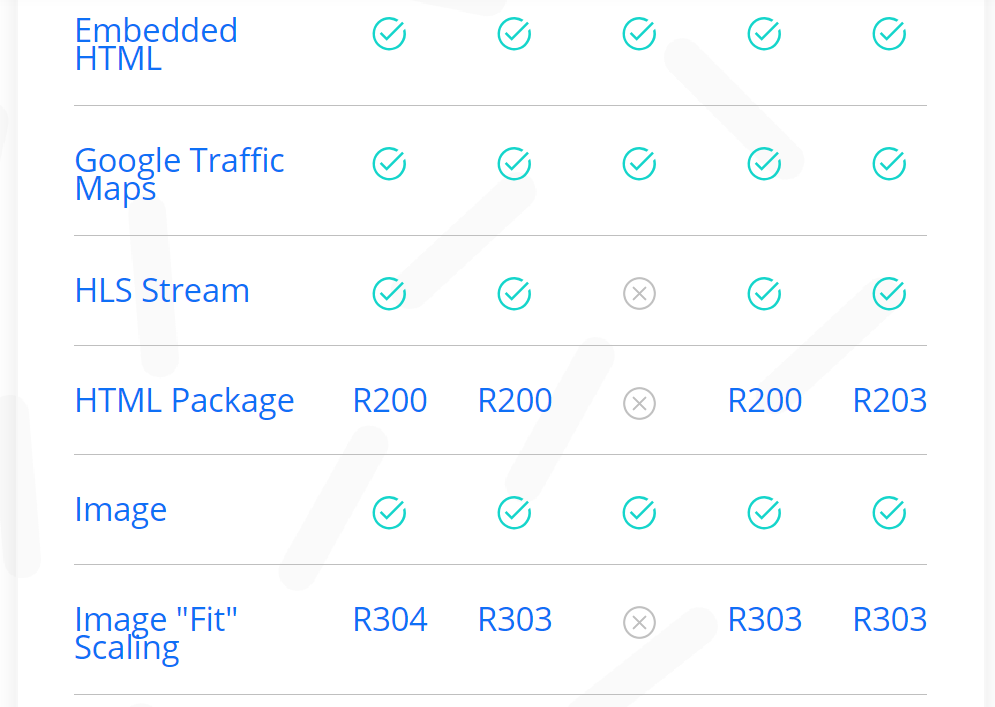 Embedded
HTML
Google Traffic
Maps
HLS Stream
HTML Package R200 R200 R200 R203
Image
Image "Fit" R304 R303 R303 R303
Scaling